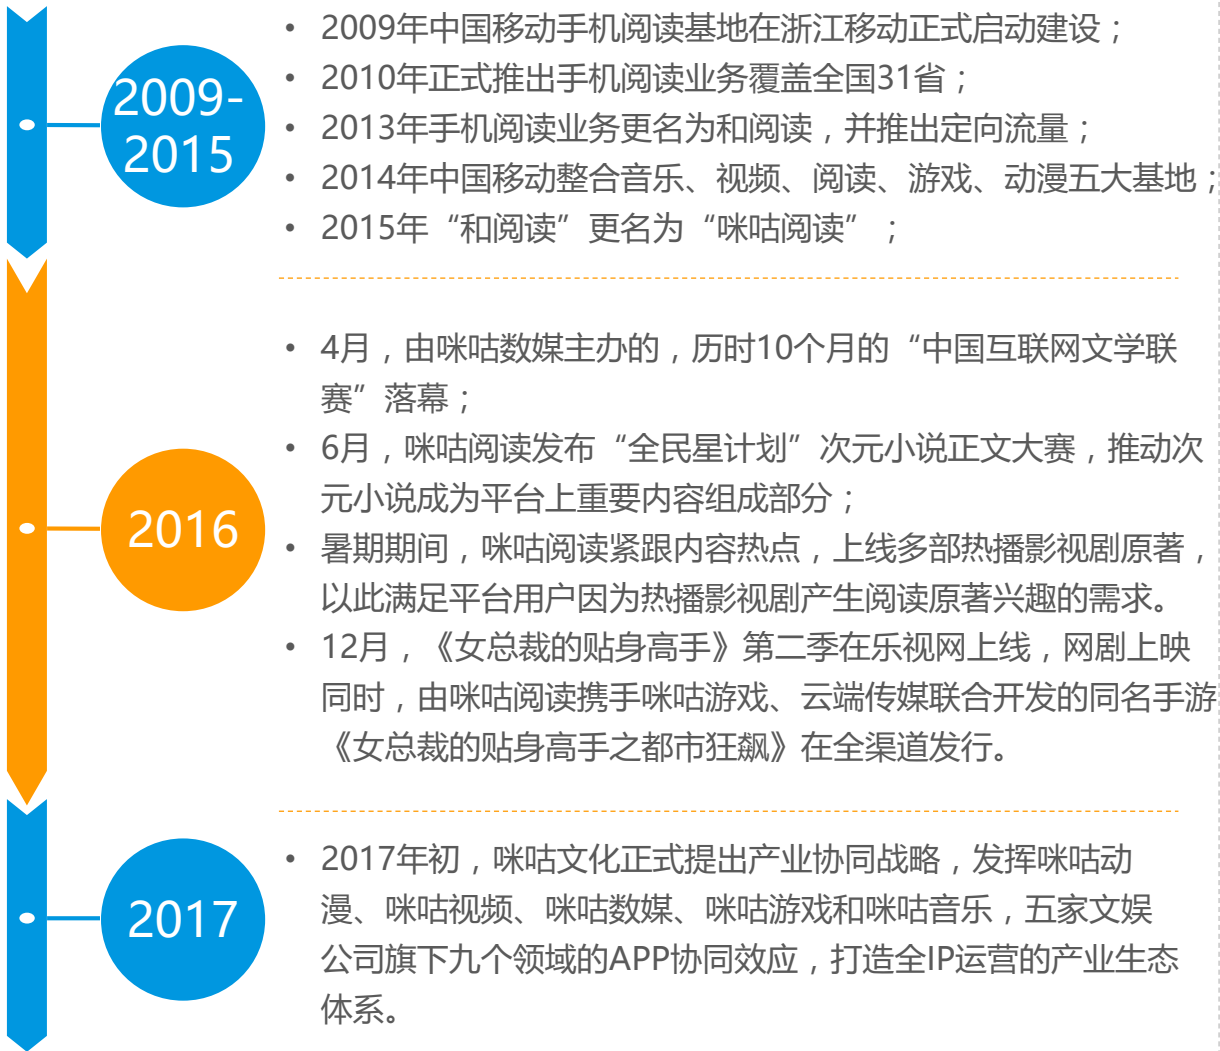 2009-
2015
• 2009年中国移动手机阅读基地在浙江移动正式启动建设；
• 2010年正式推出手机阅读业务覆盖全国31省；
• 2013年手机阅读业务更名为和阅读，并推出定向流量；
• 2014年中国移动整合音乐、视频、阅读、游戏、动漫五大基地；
• 2015年“和阅读”更名为“咪咕阅读”；
2016
• 4月，由咪咕数媒主办的，历时10个月的“中国互联网文学联
赛”落幕；
• 6月，咪咕阅读发布“全民星计划”次元小说正文大赛，推动次
元小说成为平台上重要内容组成部分；
• 暑期期间，咪咕阅读紧跟内容热点，上线多部热播影视剧原著，
以此满足平台用户因为热播影视剧产生阅读原著兴趣的需求。
• 12月，《女总裁的贴身高手》第二季在乐视网上线，网剧上映
同时，由咪咕阅读携手咪咕游戏、云端传媒联合开发的同名手游
《女总裁的贴身高手之都市狂飙》在全渠道发行。
2017
• 2017年初，咪咕文化正式提出产业协同战略，发挥咪咕动
漫、咪咕视频、咪咕数媒、咪咕游戏和咪咕音乐，五家文娱
公司旗下九个领域的APP协同效应，打造全IP运营的产业生态
体系。